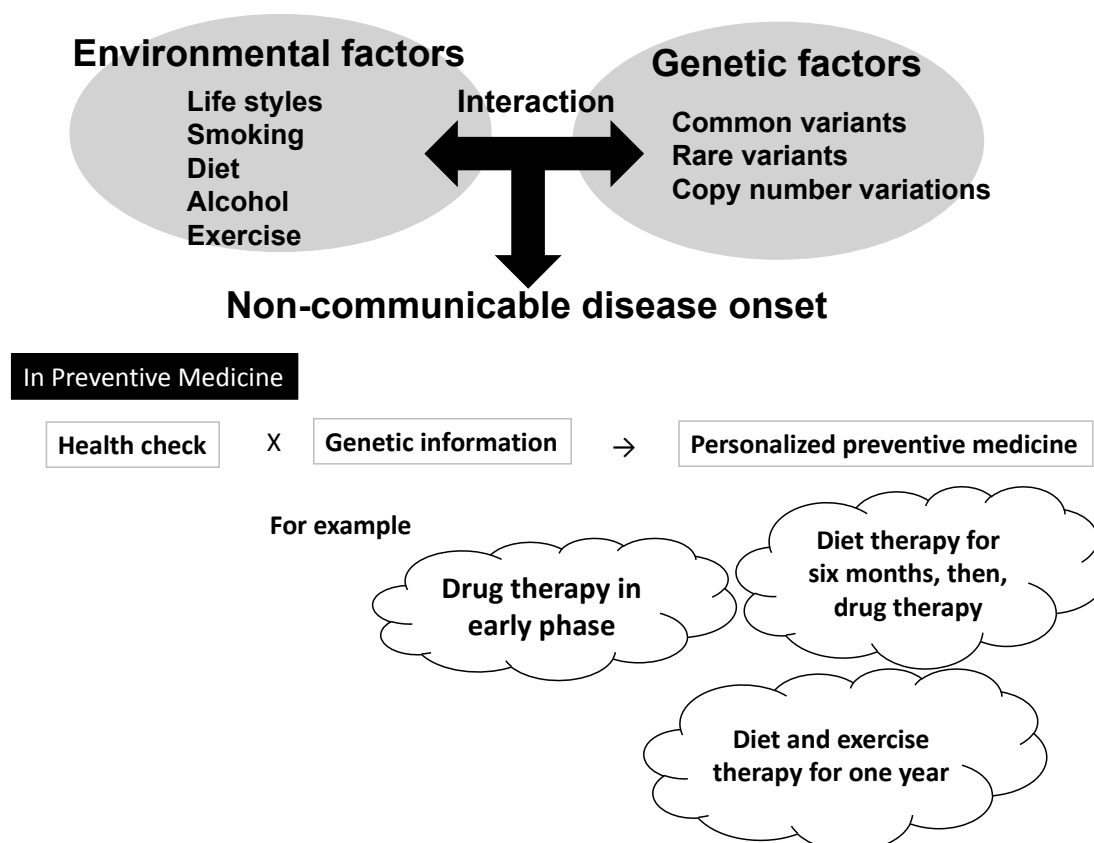 Environmental factors
Life styles
Smoking
Diet
Alcohol
Exercise
Interaction
Genetic factors
Common variants
Rare variants
Copy number variations
Non-communicable disease onset
In Preventive Medicine
Health check X Genetic information → Personalized preventive medicine
For example
Drug therapy in
early phase
Diet therapy for
six months, then,
drug therapy
Diet and exercise
therapy for one year